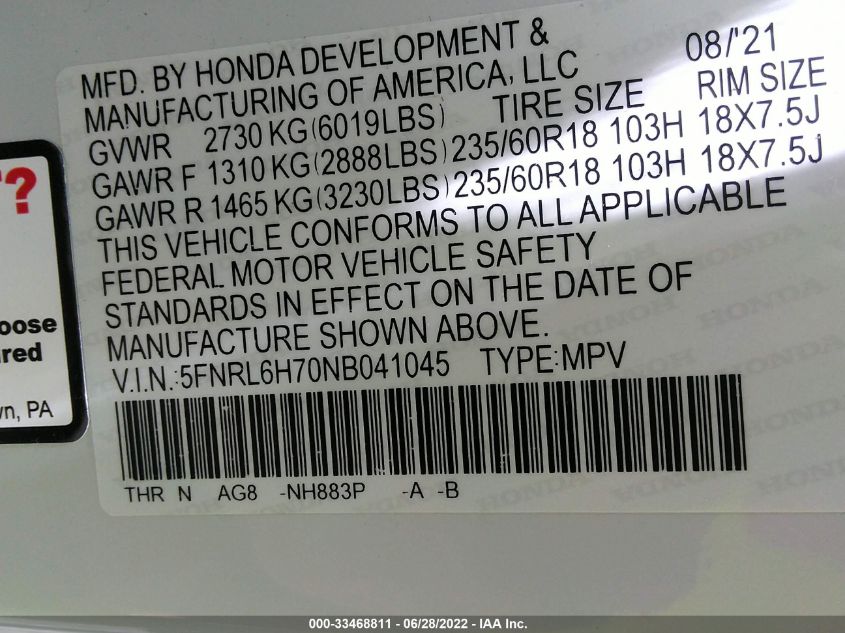 MFD. BY HONDA DEVELOPMENT & 08/'21
MANUFACTURING OF AMERICA, LLC RIM SIZE
GVWR 2730 KG(6019LBS) TIRE SIZE
GAWR F 1310 KG(2888LBS) 235/60R18 103H 18X7.5J
GAWR R 1465 KG(3230LBS) 235/60R18 103H 18X7.5J
THIS VEHICLE CONFORMS TO ALL APPLICABLE
FEDERAL MOTOR VEHICLE SAFETY
STANDARDS IN EFFECT ON THE DATE OF
MANUFACTURE SHOWN ABOVE.
V.I.N.:5FNRL6H70NB041045 TYPE:MPV
THR N AG8 -NH883P -A -B
?
oose
red
n, PA
HONDA HONDA
HONDA
000-33468811 - 06/28/2022 - IAA Inc.